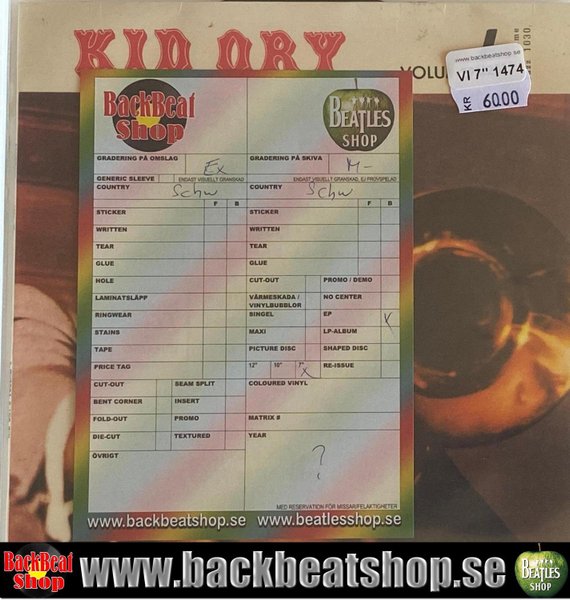 KID ORY
VOLUME
me
1030
www.backbeatshop.se
VI 7" 1474
KR 60.00
BackBeat
Shop
BEATLES
SHOP
GRADERING PÅ OMSLAG Ex
GRADERING PÅ SKIVA M-
GENERIC SLEEVE ENDAST VISUELLT GRANSKAD
ENDAST VISUELLT GRANSKAD, EJ PROVSPELAD
COUNTRY Schw
COUNTRY Schw
F B
F B
STICKER
STICKER
WRITTEN
WRITTEN
TEAR
TEAR
GLUE
GLUE
HOLE
CUT-OUT
PROMO / DEMO
LAMINATSLÄPP
VÄRMESKADA /
VINYLBUBBLOR
NO CENTER
RINGWEAR
SINGEL
EP X
STAINS
MAXI
LP-ALBUM
TAPE
PICTURE DISC
SHAPED DISC
PRICE TAG
12" 10" 7" X
RE-ISSUE
CUT-OUT
SEAM SPLIT
COLOURED VINYL
BENT CORNER
INSERT
FOLD-OUT
PROMO
MATRIX #
DIE-CUT
TEXTURED
YEAR
ÖVRIGT
?
MED RESERVATION FÖR MISSAR/FELAKTIGHETER
www.backbeatshop.se www.beatlesshop.se
BackBeat
Shop
www.backbeatshop.se
BEATLES
SHOP